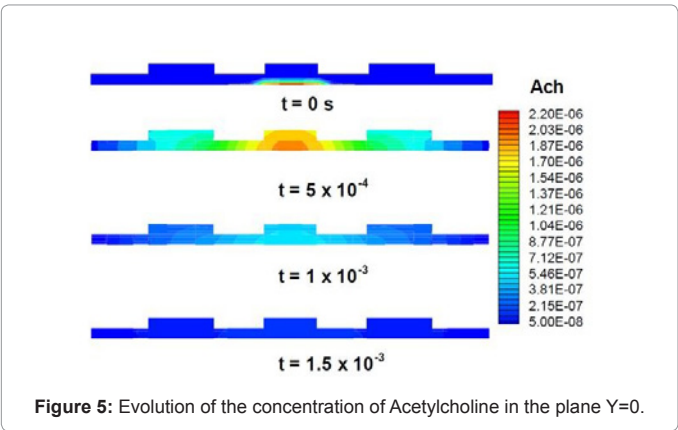 Ach
t = 0 s
2.20E-06
2.03E-06
1.87E-06
1.70E-06
1.54E-06
1.37E-06
1.21E-06
1.04E-06
8.77E-07
7.12E-07
5.46E-07
3.81E-07
2.15E-07
5.00E-08
t = 5 x 10⁻⁴
t = 1 x 10⁻³
t = 1.5 x 10⁻³
Figure 5: Evolution of the concentration of Acetylcholine in the plane Y=0.